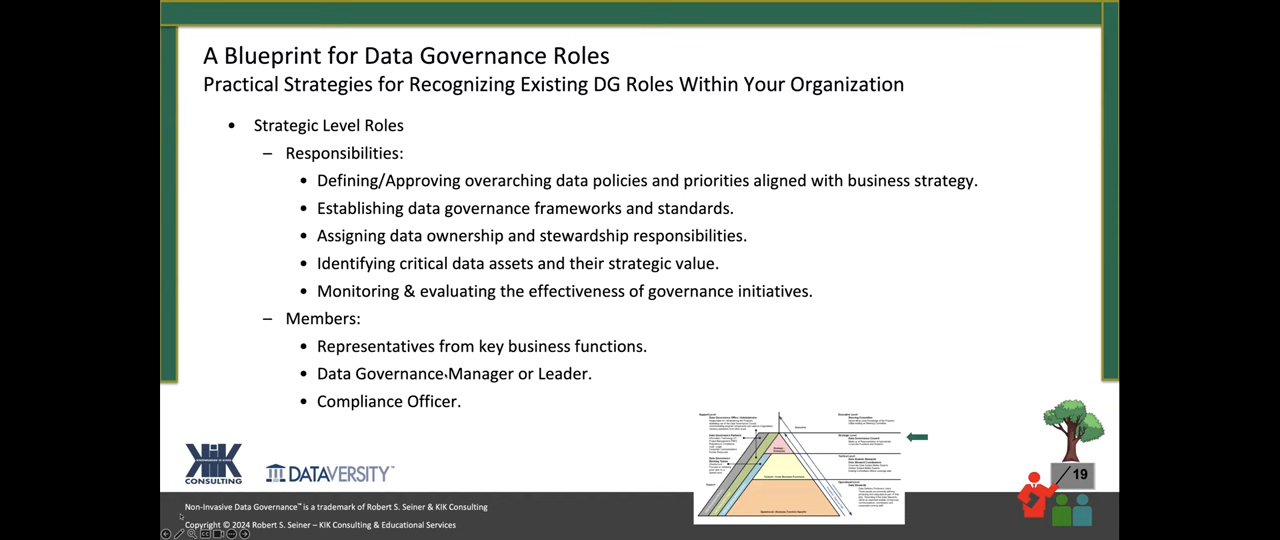 A Blueprint for Data Governance Roles
Practical Strategies for Recognizing Existing DG Roles Within Your Organization
• Strategic Level Roles
– Responsibilities:
• Defining/Approving overarching data policies and priorities aligned with business strategy.
• Establishing data governance frameworks and standards.
• Assigning data ownership and stewardship responsibilities.
• Identifying critical data assets and their strategic value.
• Monitoring & evaluating the effectiveness of governance initiatives.
– Members:
• Representatives from key business functions.
• Data Governance Manager or Leader.
• Compliance Officer.
KIK
CONSULTING
DATAVERSITY™
19
Non-Invasive Data Governance™ is a trademark of Robert S. Seiner & KIK Consulting
Copyright © 2024 Robert S. Seiner – KIK Consulting & Educational Services